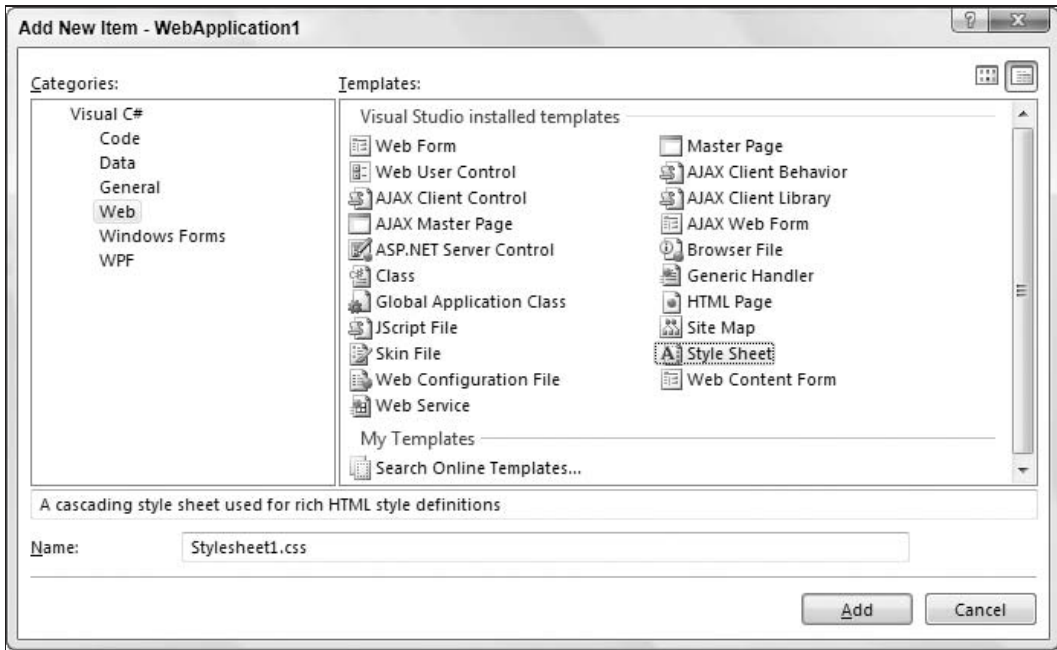 Add New Item - WebApplication1
Categories:
Templates:
Visual C#
Code
Data
General
Web
Windows Forms
WPF
Visual Studio installed templates
Web Form
Master Page
Web User Control
AJAX Client Behavior
AJAX Client Control
AJAX Client Library
AJAX Master Page
AJAX Web Form
ASP.NET Server Control
Browser File
Class
Generic Handler
Global Application Class
HTML Page
JScript File
Site Map
Skin File
Style Sheet
Web Configuration File
Web Content Form
Web Service
My Templates
Search Online Templates...
A cascading style sheet used for rich HTML style definitions
Name:
Stylesheet1.css
Add
Cancel